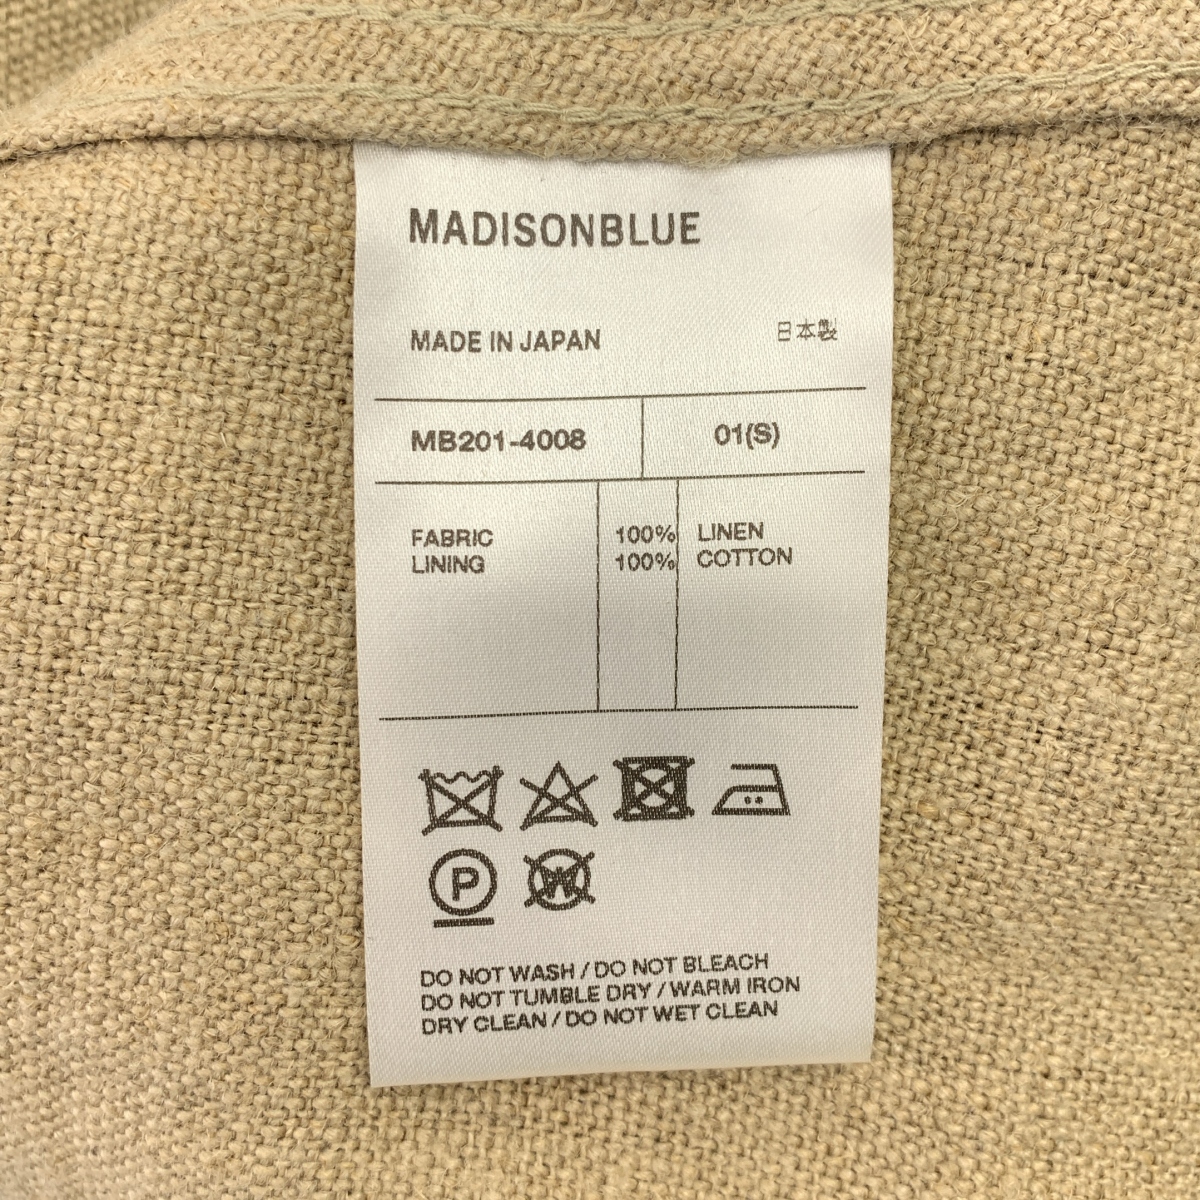 MADISONBLUE
MADE IN JAPAN 日本製
MB201-4008 01(S)
FABRIC 100% LINEN
LINING 100% COTTON
P
W
DO NOT WASH / DO NOT BLEACH
DO NOT TUMBLE DRY / WARM IRON
DRY CLEAN / DO NOT WET CLEAN